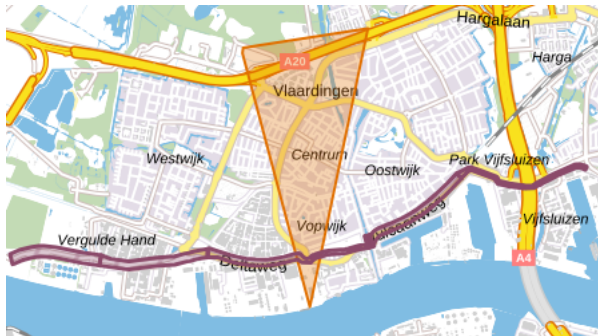 Hargalaan
A20
Harga
Vlaardingen
Westwijk
Centrum
Oostwijk
Park Vijfsluizen
Vopwijk
Vijfsluizen
Vergulde Hand
Deltaweg
A4